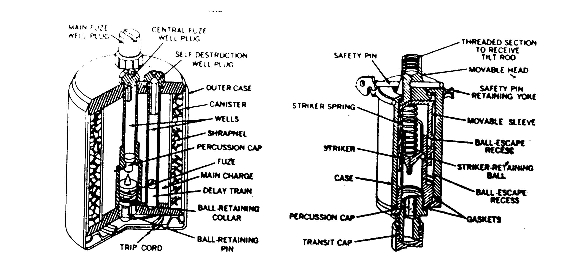 MAIN FUZE
WELL PLUG
CENTRAL FUZE
WELL PLUG
SELF DESTRUCTION
WELL PLUG
OUTER CASE
CANISTER
WELLS
SHRAPNEL
PERCUSSION CAP
FUZE
MAIN CHARGE
DELAY TRAIN
BALL-RETAINING
COLLAR
BALL-RETAINING
PIN
TRIP CORD
SAFETY PIN
STRIKER SPRING
STRIKER
CASE
PERCUSSION CAP
TRANSIT CAP
THREADED SECTION
TO RECEIVE
TILT ROD
MOVABLE HEAD
SAFETY PIN
RETAINING YOKE
MOVABLE SLEEVE
BALL-ESCAPE
RECESS
STRIKER-RETAINING
BALL
BALL-ESCAPE
RECESS
GASKETS